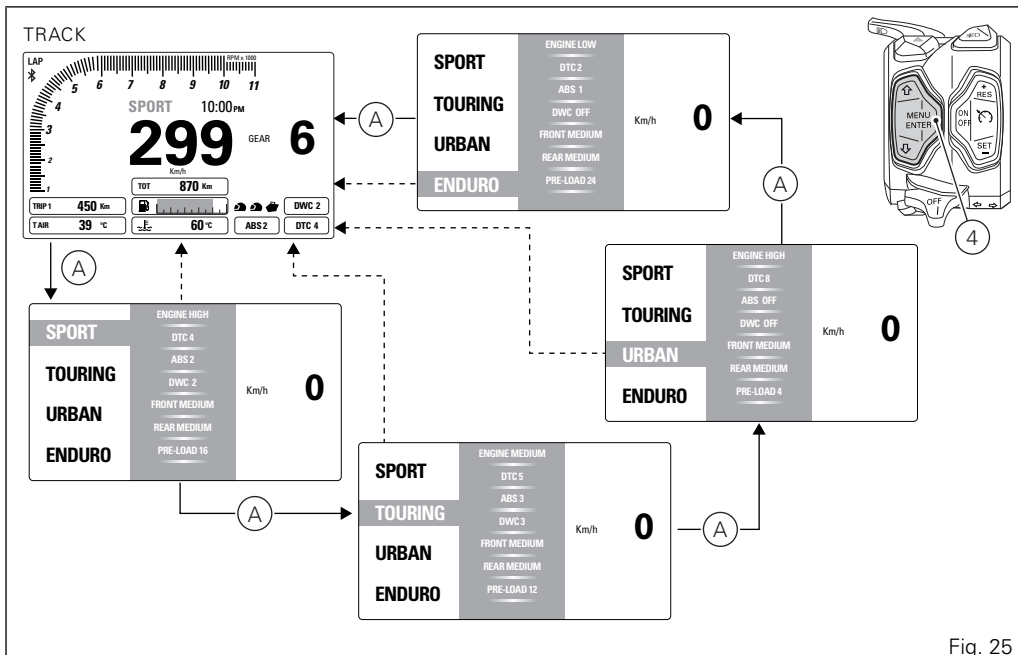 TRACK
LAP
RPM x 1000
1
2
3
4
5
6
7
8
9
10
11
SPORT 10:00 PM
299 GEAR 6
Km/h
TOT 870 Km
TRIP 1 450 Km
DWC 2
T AIR 39 °C
60 °C
ABS 2
DTC 4
A
SPORT
TOURING
URBAN
ENDURO
ENGINE LOW
DTC 2
ABS 1
DWC OFF
FRONT MEDIUM
REAR MEDIUM
PRE-LOAD 24
Km/h 0
A
MENU
ENTER
+
RES
ON
OFF
SET
−
OFF
4
A
SPORT
TOURING
URBAN
ENDURO
ENGINE HIGH
DTC 4
ABS 2
DWC 2
FRONT MEDIUM
REAR MEDIUM
PRE-LOAD 16
Km/h 0
SPORT
TOURING
URBAN
ENDURO
ENGINE HIGH
DTC 8
ABS OFF
DWC OFF
FRONT MEDIUM
REAR MEDIUM
PRE-LOAD 4
Km/h 0
A
SPORT
TOURING
URBAN
ENDURO
ENGINE MEDIUM
DTC 5
ABS 3
DWC 3
FRONT MEDIUM
REAR MEDIUM
PRE-LOAD 12
Km/h 0
A
Fig. 25